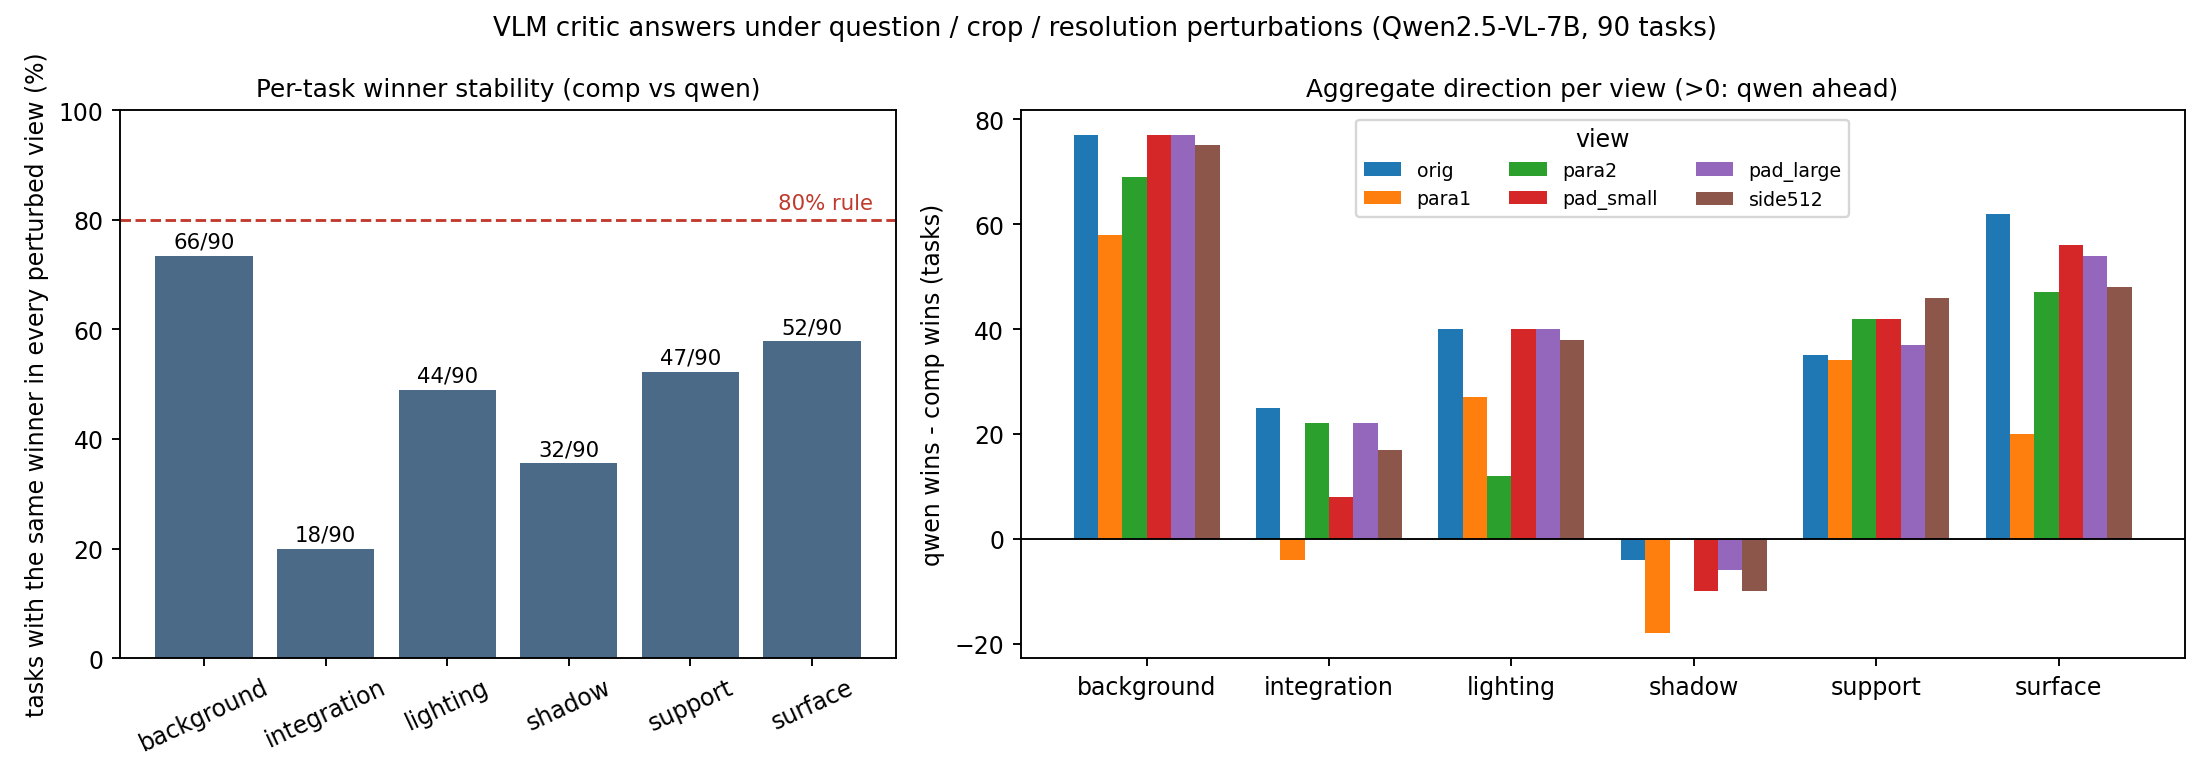 VLM critic answers under question / crop / resolution perturbations (Qwen2.5-VL-7B, 90 tasks)
Per-task winner stability (comp vs qwen)
tasks with the same winner in every perturbed view (%)
100
80
60
40
20
0
80% rule
66/90
18/90
44/90
32/90
47/90
52/90
background
integration
lighting
shadow
support
surface
Aggregate direction per view (>0: qwen ahead)
qwen wins - comp wins (tasks)
80
60
40
20
0
−20
view
orig
para1
para2
pad_small
pad_large
side512
background
integration
lighting
shadow
support
surface